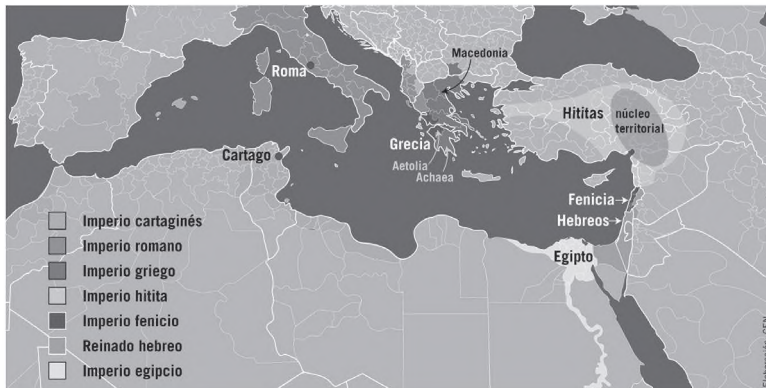 Macedonia
Roma
Hititas
núcleo
territorial
Grecia
Cartago
Aetolia
Achaea
Fenicia
Hebreos
Egipto
Imperio cartaginés
Imperio romano
Imperio griego
Imperio hitita
Imperio fenicio
Reinado hebreo
Imperio egipcio